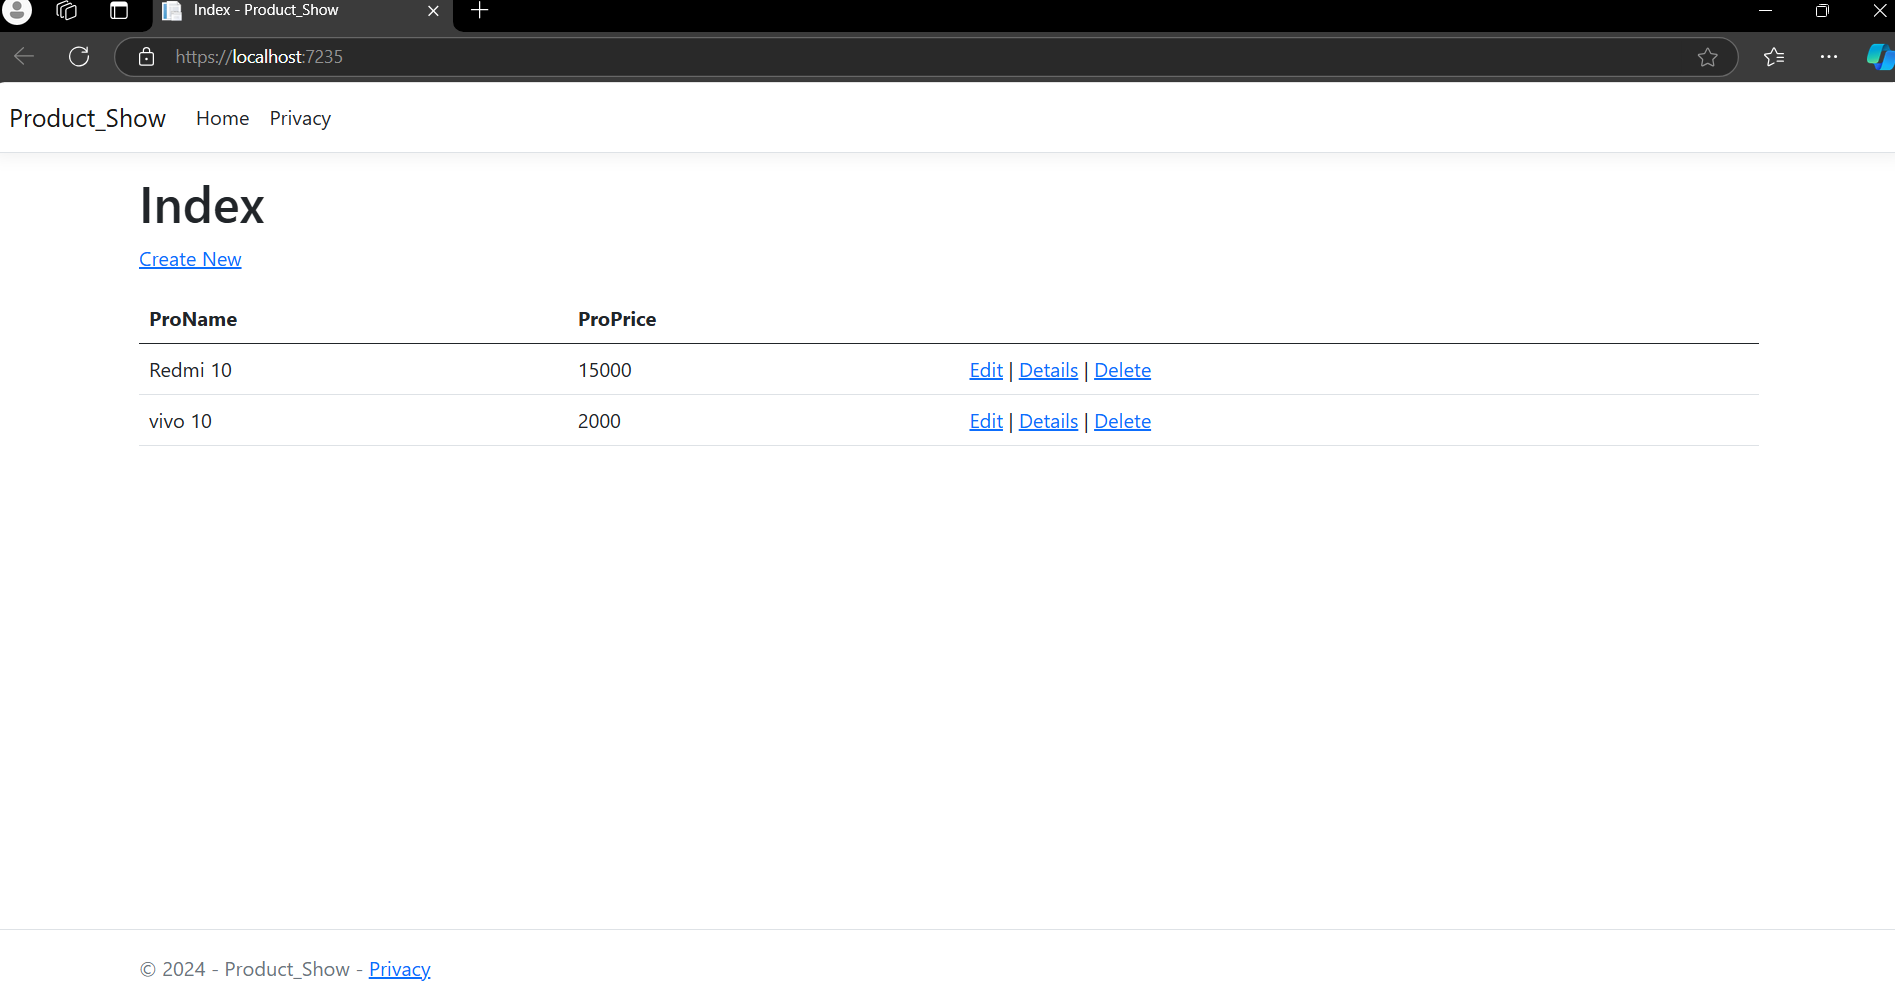 Index - Product_Show
https://localhost:7235
Product_Show Home Privacy
Index
Create New
ProName ProPrice
Redmi 10 15000 Edit | Details | Delete
vivo 10 2000 Edit | Details | Delete
© 2024 - Product_Show - Privacy